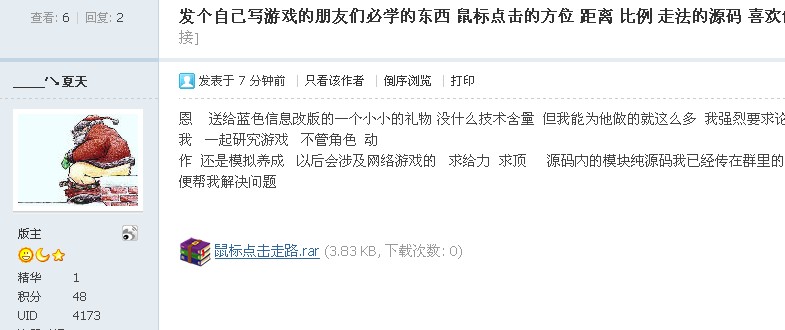 查看: 6 | 回复: 2
发个自己写游戏的朋友们必学的东西 鼠标点击的方位 距离 比例 走法的源码 喜欢
接]
____′↘夏天
发表于 7 分钟前 | 只看该作者 | 倒序浏览 | 打印
恩 送给蓝色信息改版的一个小小的礼物 没什么技术含量 但我能为他做的就这么多 我强烈要求论
我 一起研究游戏 不管角色 动
作 还是模拟养成 以后会涉及网络游戏的 求给力 求顶 源码内的模块纯源码我已经传在群里的
便帮我解决问题
版主
鼠标点击走路.rar (3.83 KB, 下载次数: 0)
精华 1
积分 48
UID 4173